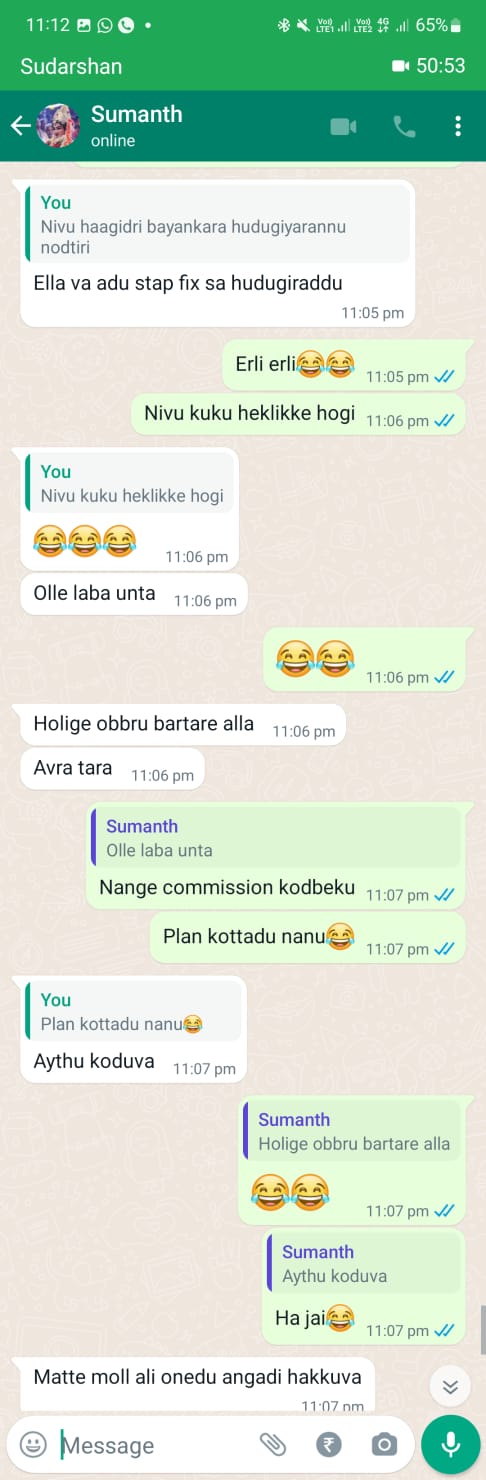 11:12 VoI) LTE1 VoI) LTE2 4G 65%
Sudarshan 50:53
Sumanth
online
You
Nivu haagidri bayankara hudugiyarannu
nodtiri
Ella va adu stap fix sa hudugiraddu
11:05 pm
Erli erli😂😂 11:05 pm
Nivu kuku heklikke hogi 11:06 pm
You
Nivu kuku heklikke hogi
😂😂😂 11:06 pm
Olle laba unta 11:06 pm
😂😂 11:06 pm
Holige obbru bartare alla 11:06 pm
Avra tara 11:06 pm
Sumanth
Olle laba unta
Nange commission kodbeku 11:07 pm
Plan kottadu nanu😂 11:07 pm
You
Plan kottadu nanu😂
Aythu koduva 11:07 pm
Sumanth
Holige obbru bartare alla
😂😂 11:07 pm
Sumanth
Aythu koduva
Ha jai😂 11:07 pm
Matte moll ali onedu angadi hakkuva
11:07 pm
Message